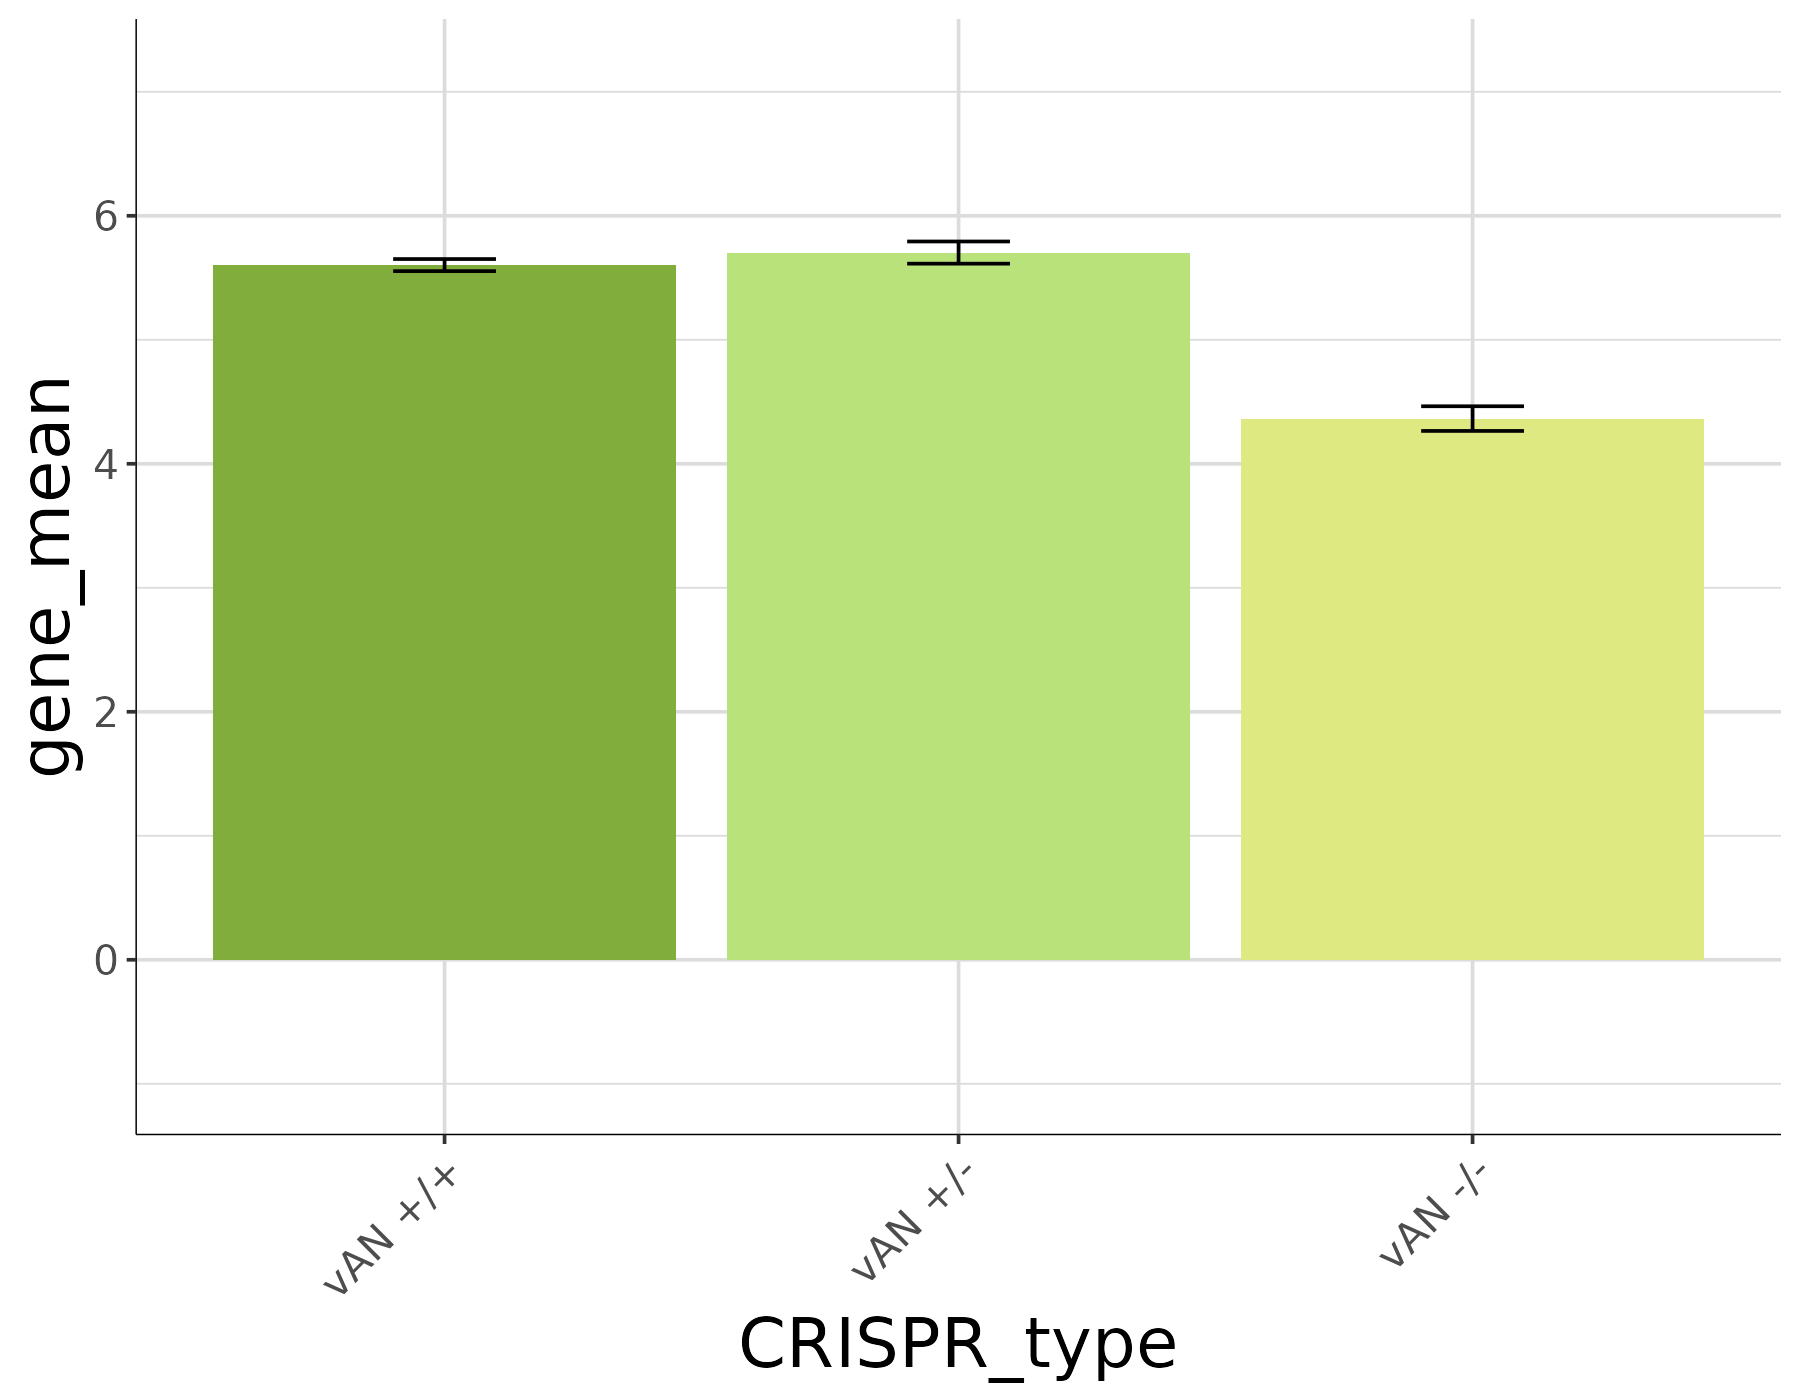 gene_mean
6
4
2
0
vAN +/+
vAN +/-
vAN -/-
CRISPR_type